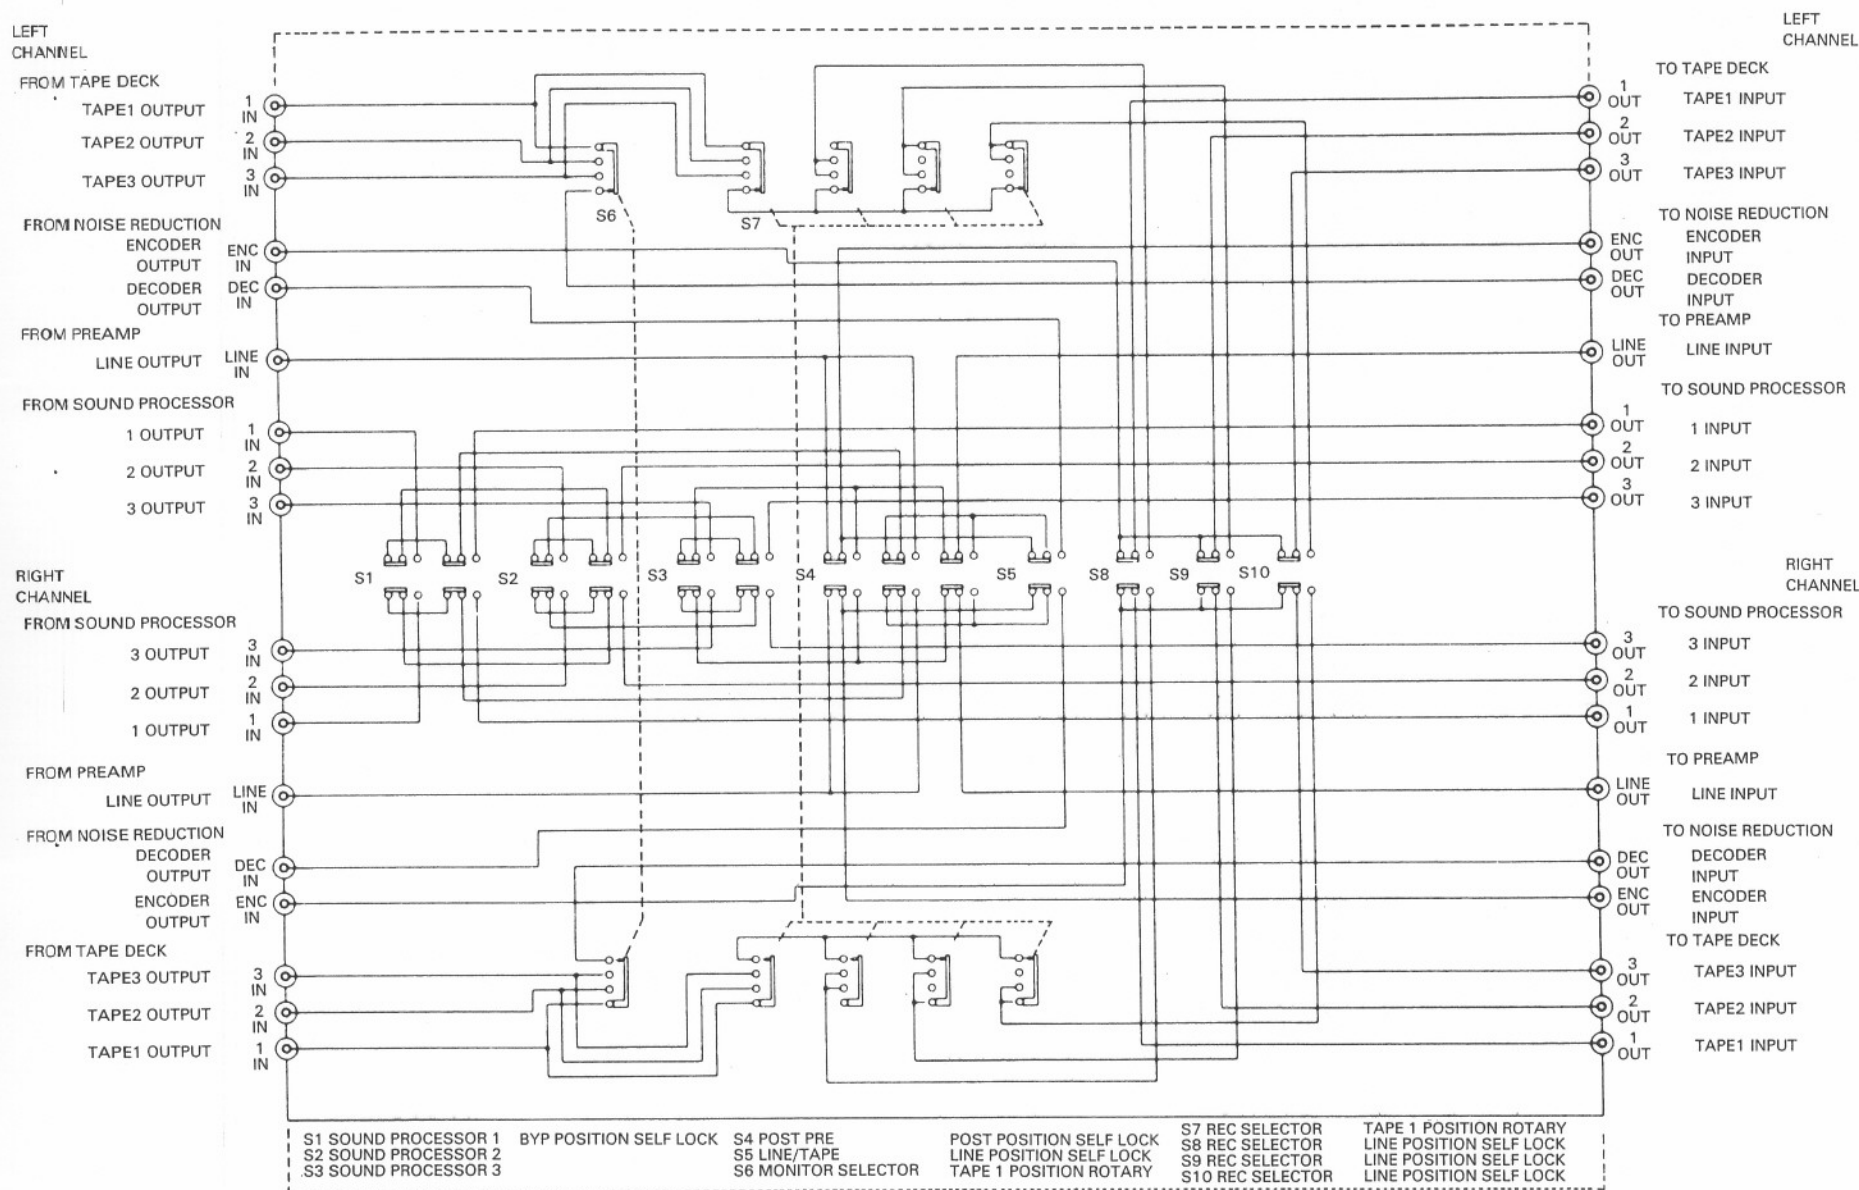 LEFT
CHANNEL
FROM TAPE DECK
TAPE1 OUTPUT
1
IN
TAPE2 OUTPUT
2
IN
TAPE3 OUTPUT
3
IN
FROM NOISE REDUCTION
ENCODER
OUTPUT
ENC
IN
DECODER
OUTPUT
DEC
IN
FROM PREAMP
LINE OUTPUT
LINE
IN
FROM SOUND PROCESSOR
1 OUTPUT
1
IN
2 OUTPUT
2
IN
3 OUTPUT
3
IN
RIGHT
CHANNEL
FROM SOUND PROCESSOR
3 OUTPUT
3
IN
2 OUTPUT
2
IN
1 OUTPUT
1
IN
FROM PREAMP
LINE OUTPUT
LINE
IN
FROM NOISE REDUCTION
DECODER
OUTPUT
DEC
IN
ENCODER
OUTPUT
ENC
IN
FROM TAPE DECK
TAPE3 OUTPUT
3
IN
TAPE2 OUTPUT
2
IN
TAPE1 OUTPUT
1
IN
S6
S7
S1
S2
S3
S4
S5
S8
S9
S10
LEFT
CHANNEL
TO TAPE DECK
1
OUT
TAPE1 INPUT
2
OUT
TAPE2 INPUT
3
OUT
TAPE3 INPUT
TO NOISE REDUCTION
ENC
OUT
ENCODER
INPUT
DEC
OUT
DECODER
INPUT
TO PREAMP
LINE
OUT
LINE INPUT
TO SOUND PROCESSOR
1
OUT
1 INPUT
2
OUT
2 INPUT
3
OUT
3 INPUT
RIGHT
CHANNEL
TO SOUND PROCESSOR
3
OUT
3 INPUT
2
OUT
2 INPUT
1
OUT
1 INPUT
TO PREAMP
LINE
OUT
LINE INPUT
TO NOISE REDUCTION
DEC
OUT
DECODER
INPUT
ENC
OUT
ENCODER
INPUT
TO TAPE DECK
3
OUT
TAPE3 INPUT
2
OUT
TAPE2 INPUT
1
OUT
TAPE1 INPUT
S1 SOUND PROCESSOR 1 BYP POSITION SELF LOCK
S2 SOUND PROCESSOR 2
S3 SOUND PROCESSOR 3
S4 POST PRE POST POSITION SELF LOCK
S5 LINE/TAPE LINE POSITION SELF LOCK
S6 MONITOR SELECTOR TAPE 1 POSITION ROTARY
S7 REC SELECTOR TAPE 1 POSITION ROTARY
S8 REC SELECTOR LINE POSITION SELF LOCK
S9 REC SELECTOR LINE POSITION SELF LOCK
S10 REC SELECTOR LINE POSITION SELF LOCK